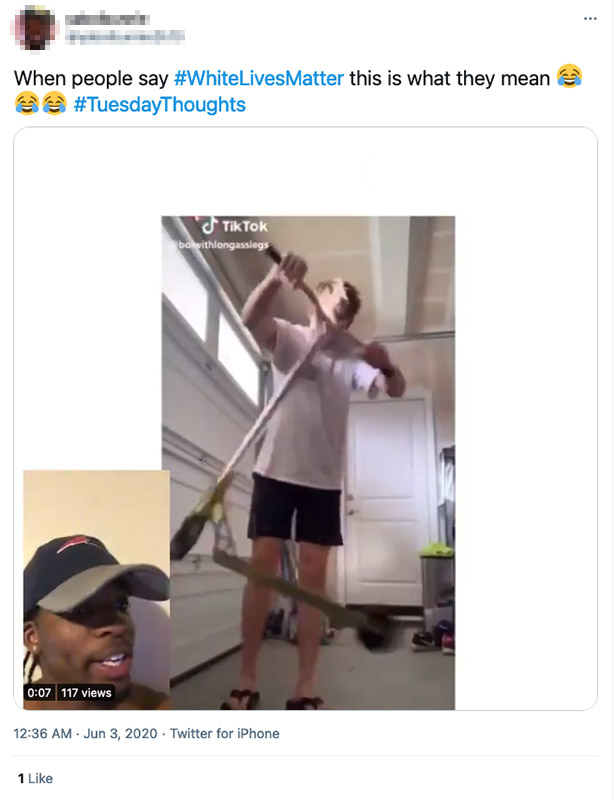 When people say #WhiteLivesMatter this is what they mean 😂
😂😂 #TuesdayThoughts
TikTok
@boiwithlongasslegs
0:07 117 views
12:36 AM · Jun 3, 2020 · Twitter for iPhone
1 Like